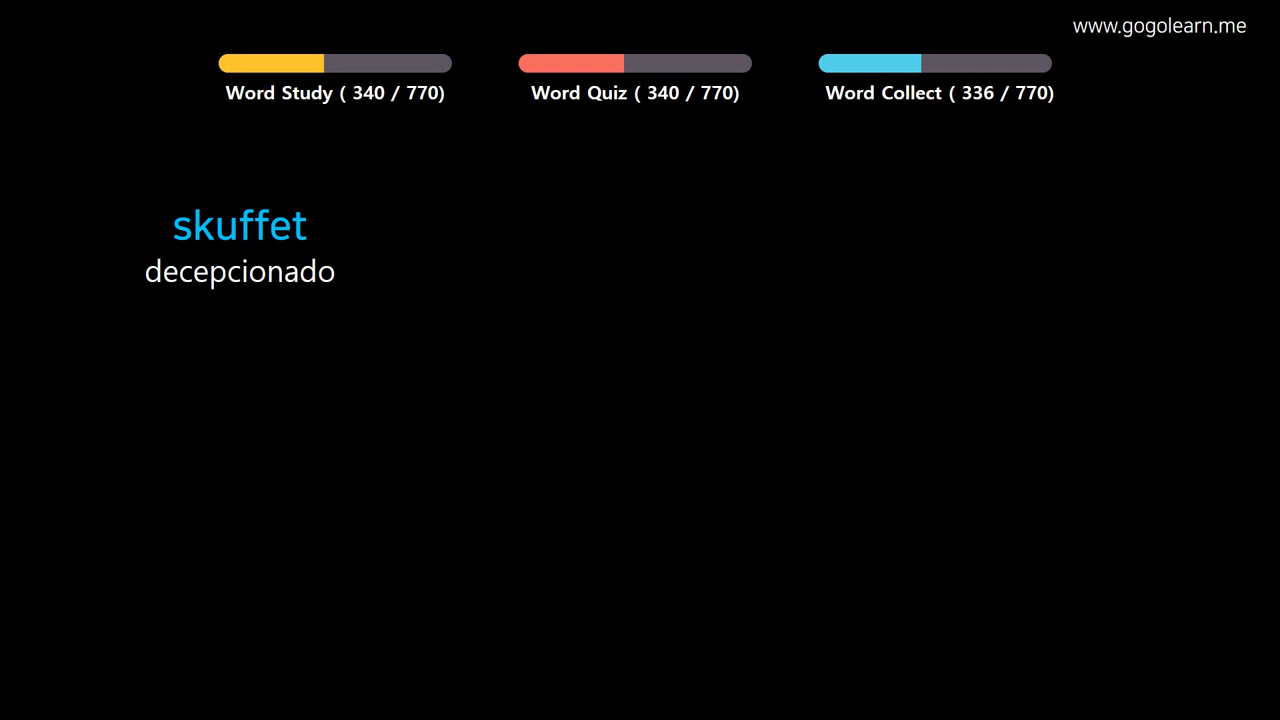 www.gogolearn.me
Word Study ( 340 / 770)
Word Quiz ( 340 / 770)
Word Collect ( 336 / 770)
skuffet
decepcionado